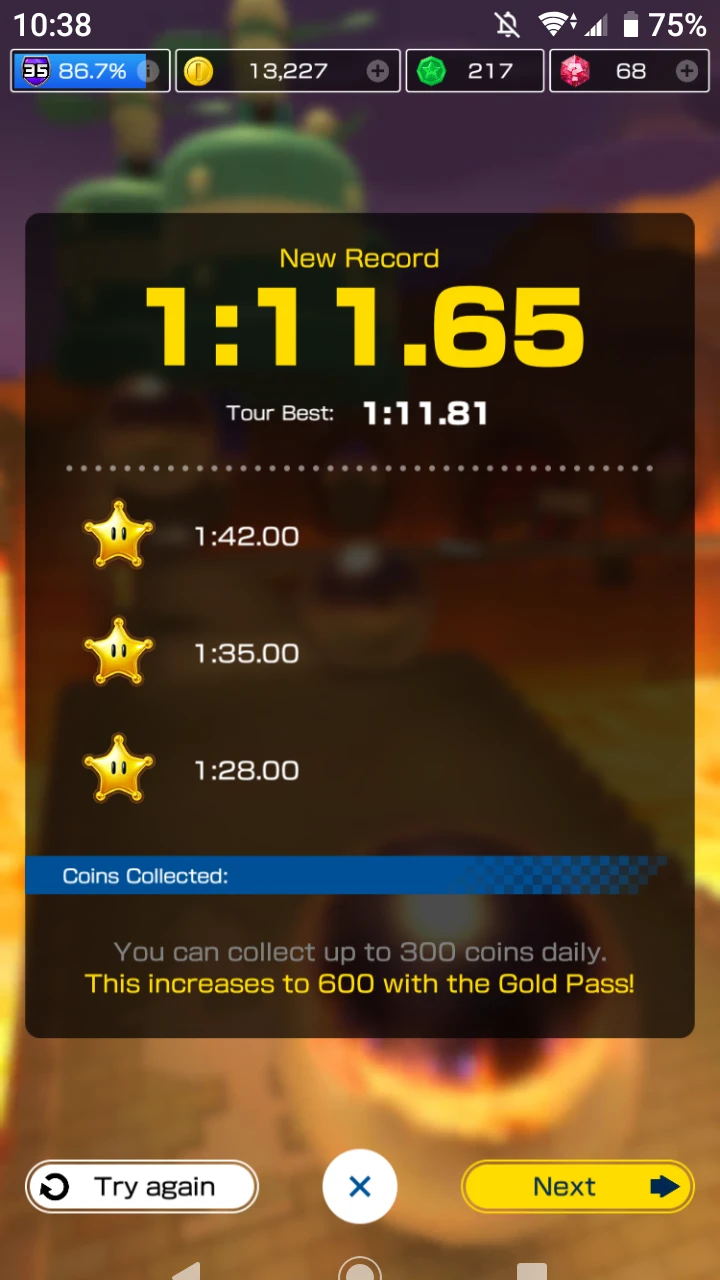 10:38 75%
35 86.7% i 13,227 217 68
New Record
1:11.65
Tour Best: 1:11.81
1:42.00
1:35.00
1:28.00
Coins Collected:
You can collect up to 300 coins daily.
This increases to 600 with the Gold Pass!
Try again Next